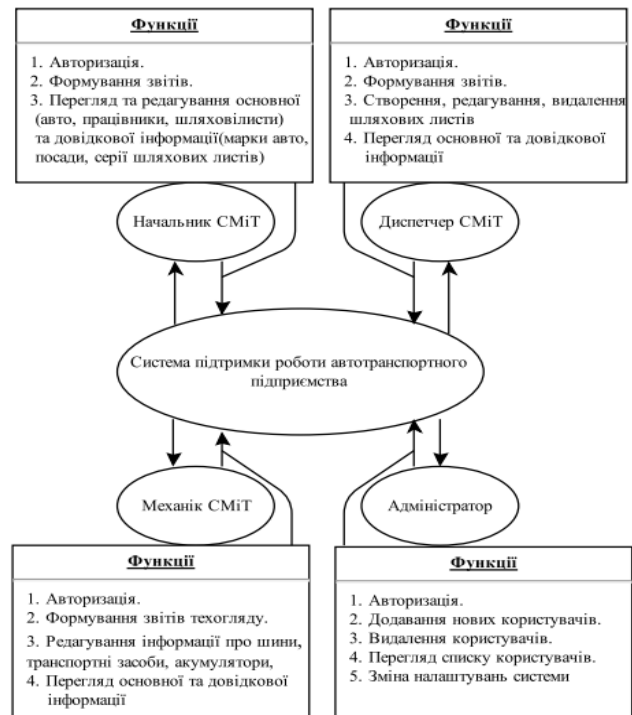 Функції
1. Авторизація.
2. Формування звітів.
3. Перегляд та редагування основної
(авто, працівники, шляховілисти)
та довідкової інформації(марки авто,
посади, серії шляхових листів)
Функції
1. Авторизація.
2. Формування звітів.
3. Створення, редагування, видалення
шляхових листів
4. Перегляд основної та довідкової
інформації
Начальник СМіТ
Диспетчер СМіТ
Система підтримки роботи автотранспортного
підприємства
Механік СМіТ
Адміністратор
Функції
1. Авторизація.
2. Формування звітів техогляду.
3. Редагування інформації про шини,
транспортні засоби, акумулятори,
4. Перегляд основної та довідкової
інформації
Функції
1. Авторизація.
2. Додавання нових користувачів.
3. Видалення користувачів.
4. Перегляд списку користувачів.
5. Зміна налаштувань системи